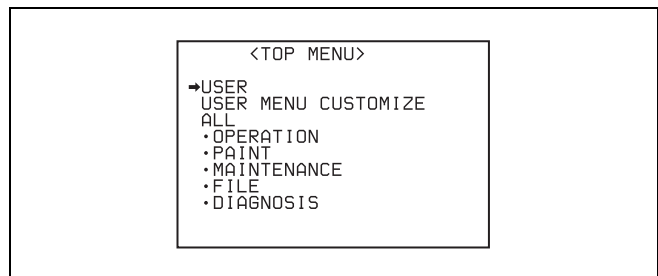 <TOP MENU>
➡USER
USER MENU CUSTOMIZE
ALL
·OPERATION
·PAINT
·MAINTENANCE
·FILE
·DIAGNOSIS